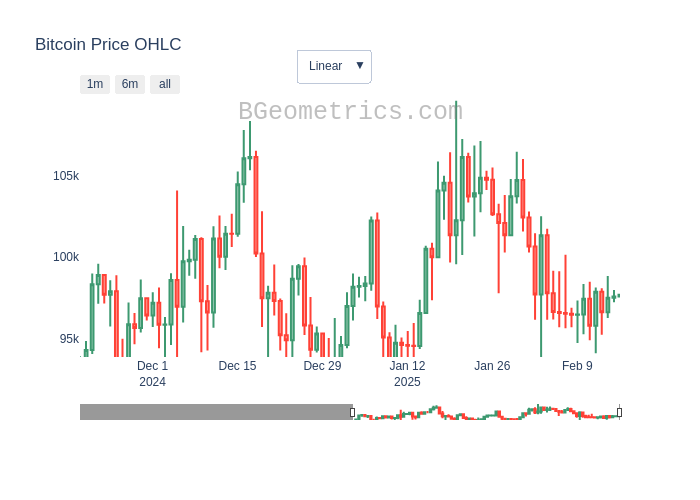 Bitcoin Price OHLC
Linear ▼
1m 6m all
BGeometrics.com
105k
100k
95k
Dec 1 Dec 15 Dec 29 Jan 12 Jan 26 Feb 9
2024 2025